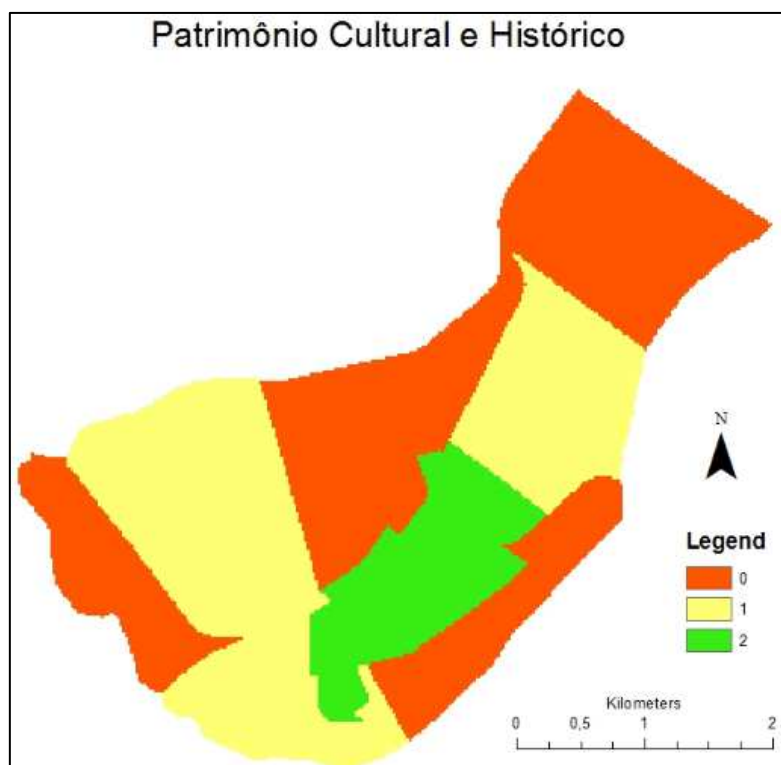 Patrimônio Cultural e Histórico
N
Legend
0
1
2
Kilometers
0 0,5 1 2